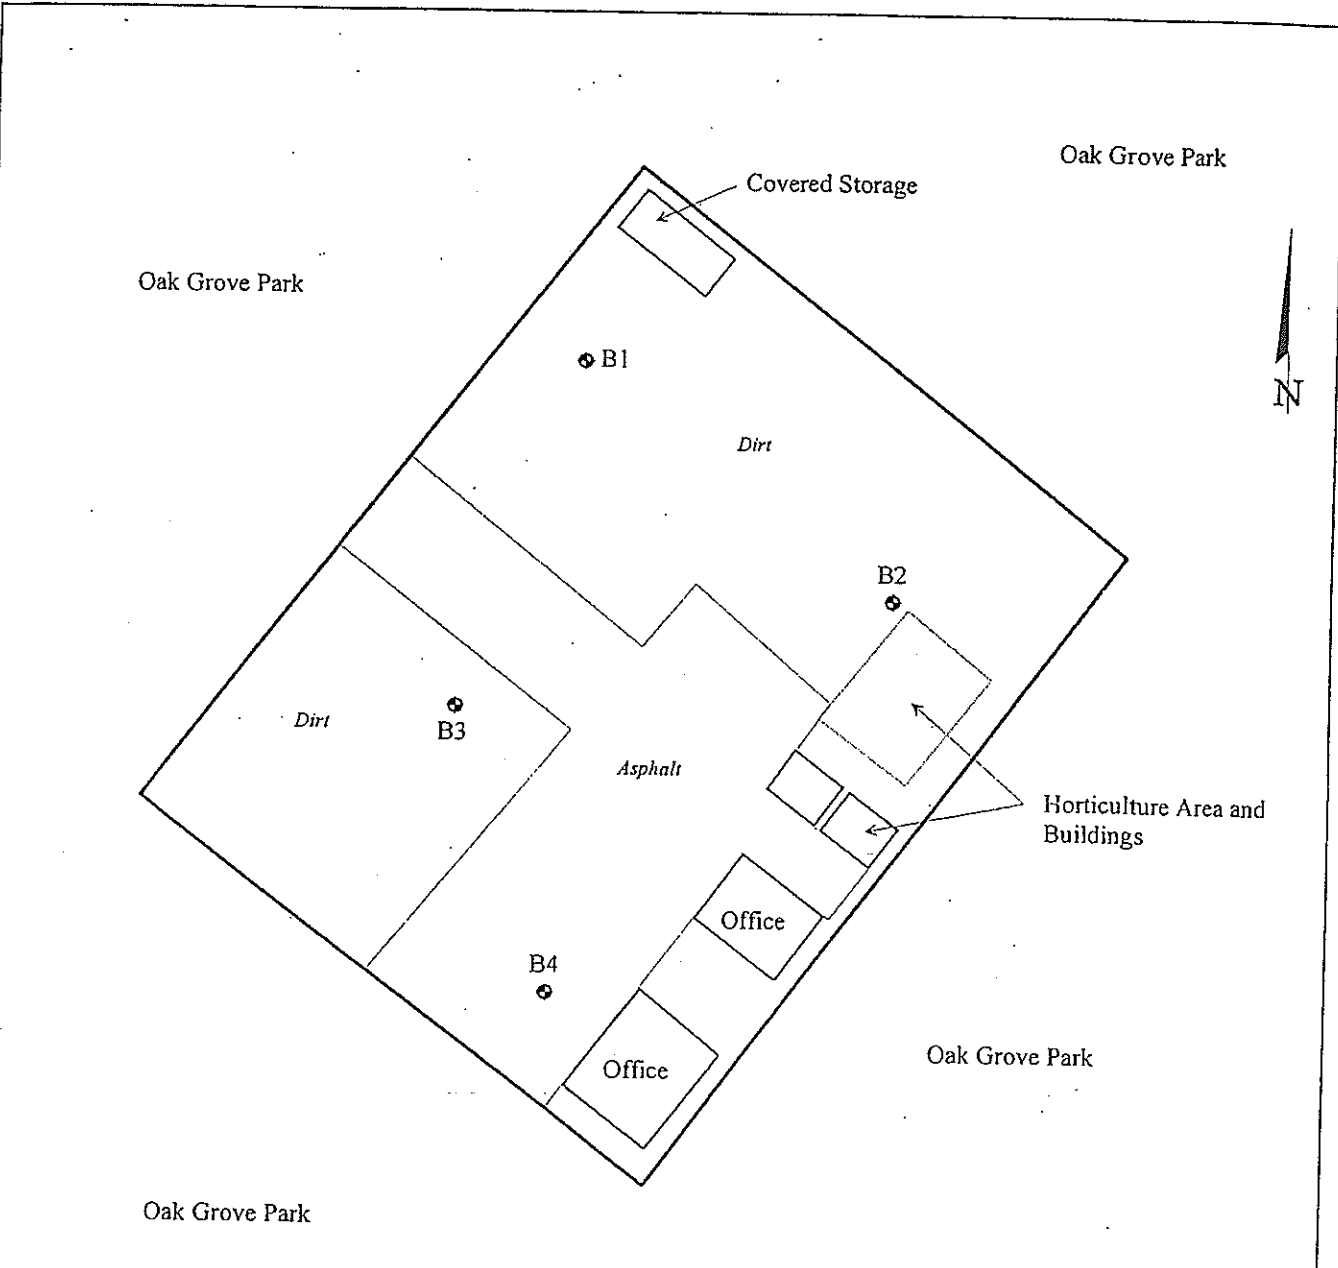 Oak Grove Park
Covered Storage
Oak Grove Park
B1
N
Dirt
B2
Dirt
B3
Asphalt
Horticulture Area and
Buildings
Office
B4
Oak Grove Park
Office
Oak Grove Park